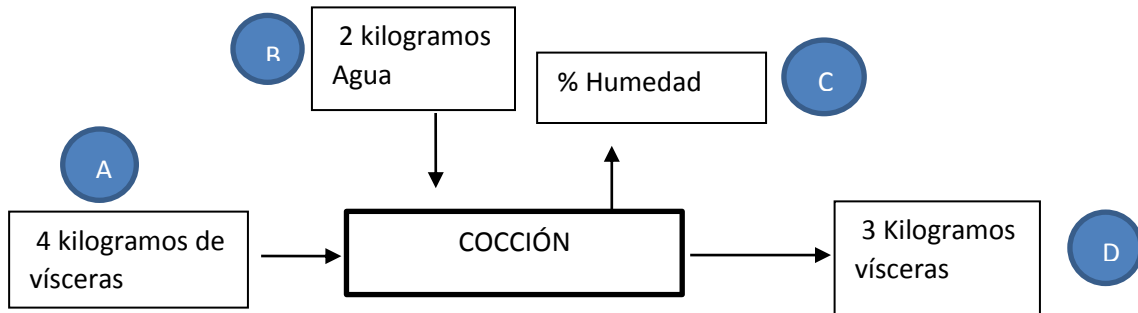 B
2 kilogramos
Agua
% Humedad
C
A
4 kilogramos de
vísceras
COCCIÓN
3 Kilogramos
vísceras
D